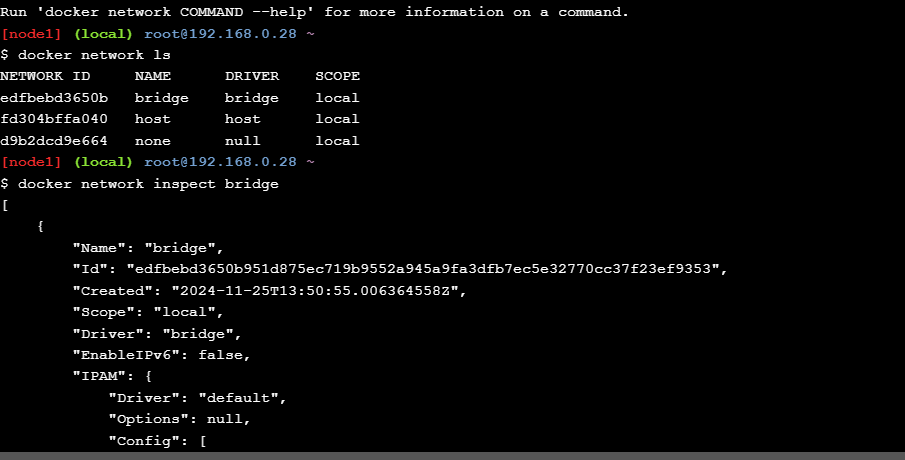 Run 'docker network COMMAND --help' for more information on a command.
[node1] (local) root@192.168.0.28 ~
$ docker network ls
NETWORK ID     NAME      DRIVER    SCOPE
edfbebd3650b   bridge    bridge    local
fd304bffa040   host      host      local
d9b2dcd9e664   none      null      local
[node1] (local) root@192.168.0.28 ~
$ docker network inspect bridge
[
    {
        "Name": "bridge",
        "Id": "edfbebd3650b951d875ec719b9552a945a9fa3dfb7ec5e32770cc37f23ef9353",
        "Created": "2024-11-25T13:50:55.006364558Z",
        "Scope": "local",
        "Driver": "bridge",
        "EnableIPv6": false,
        "IPAM": {
            "Driver": "default",
            "Options": null,
            "Config": [